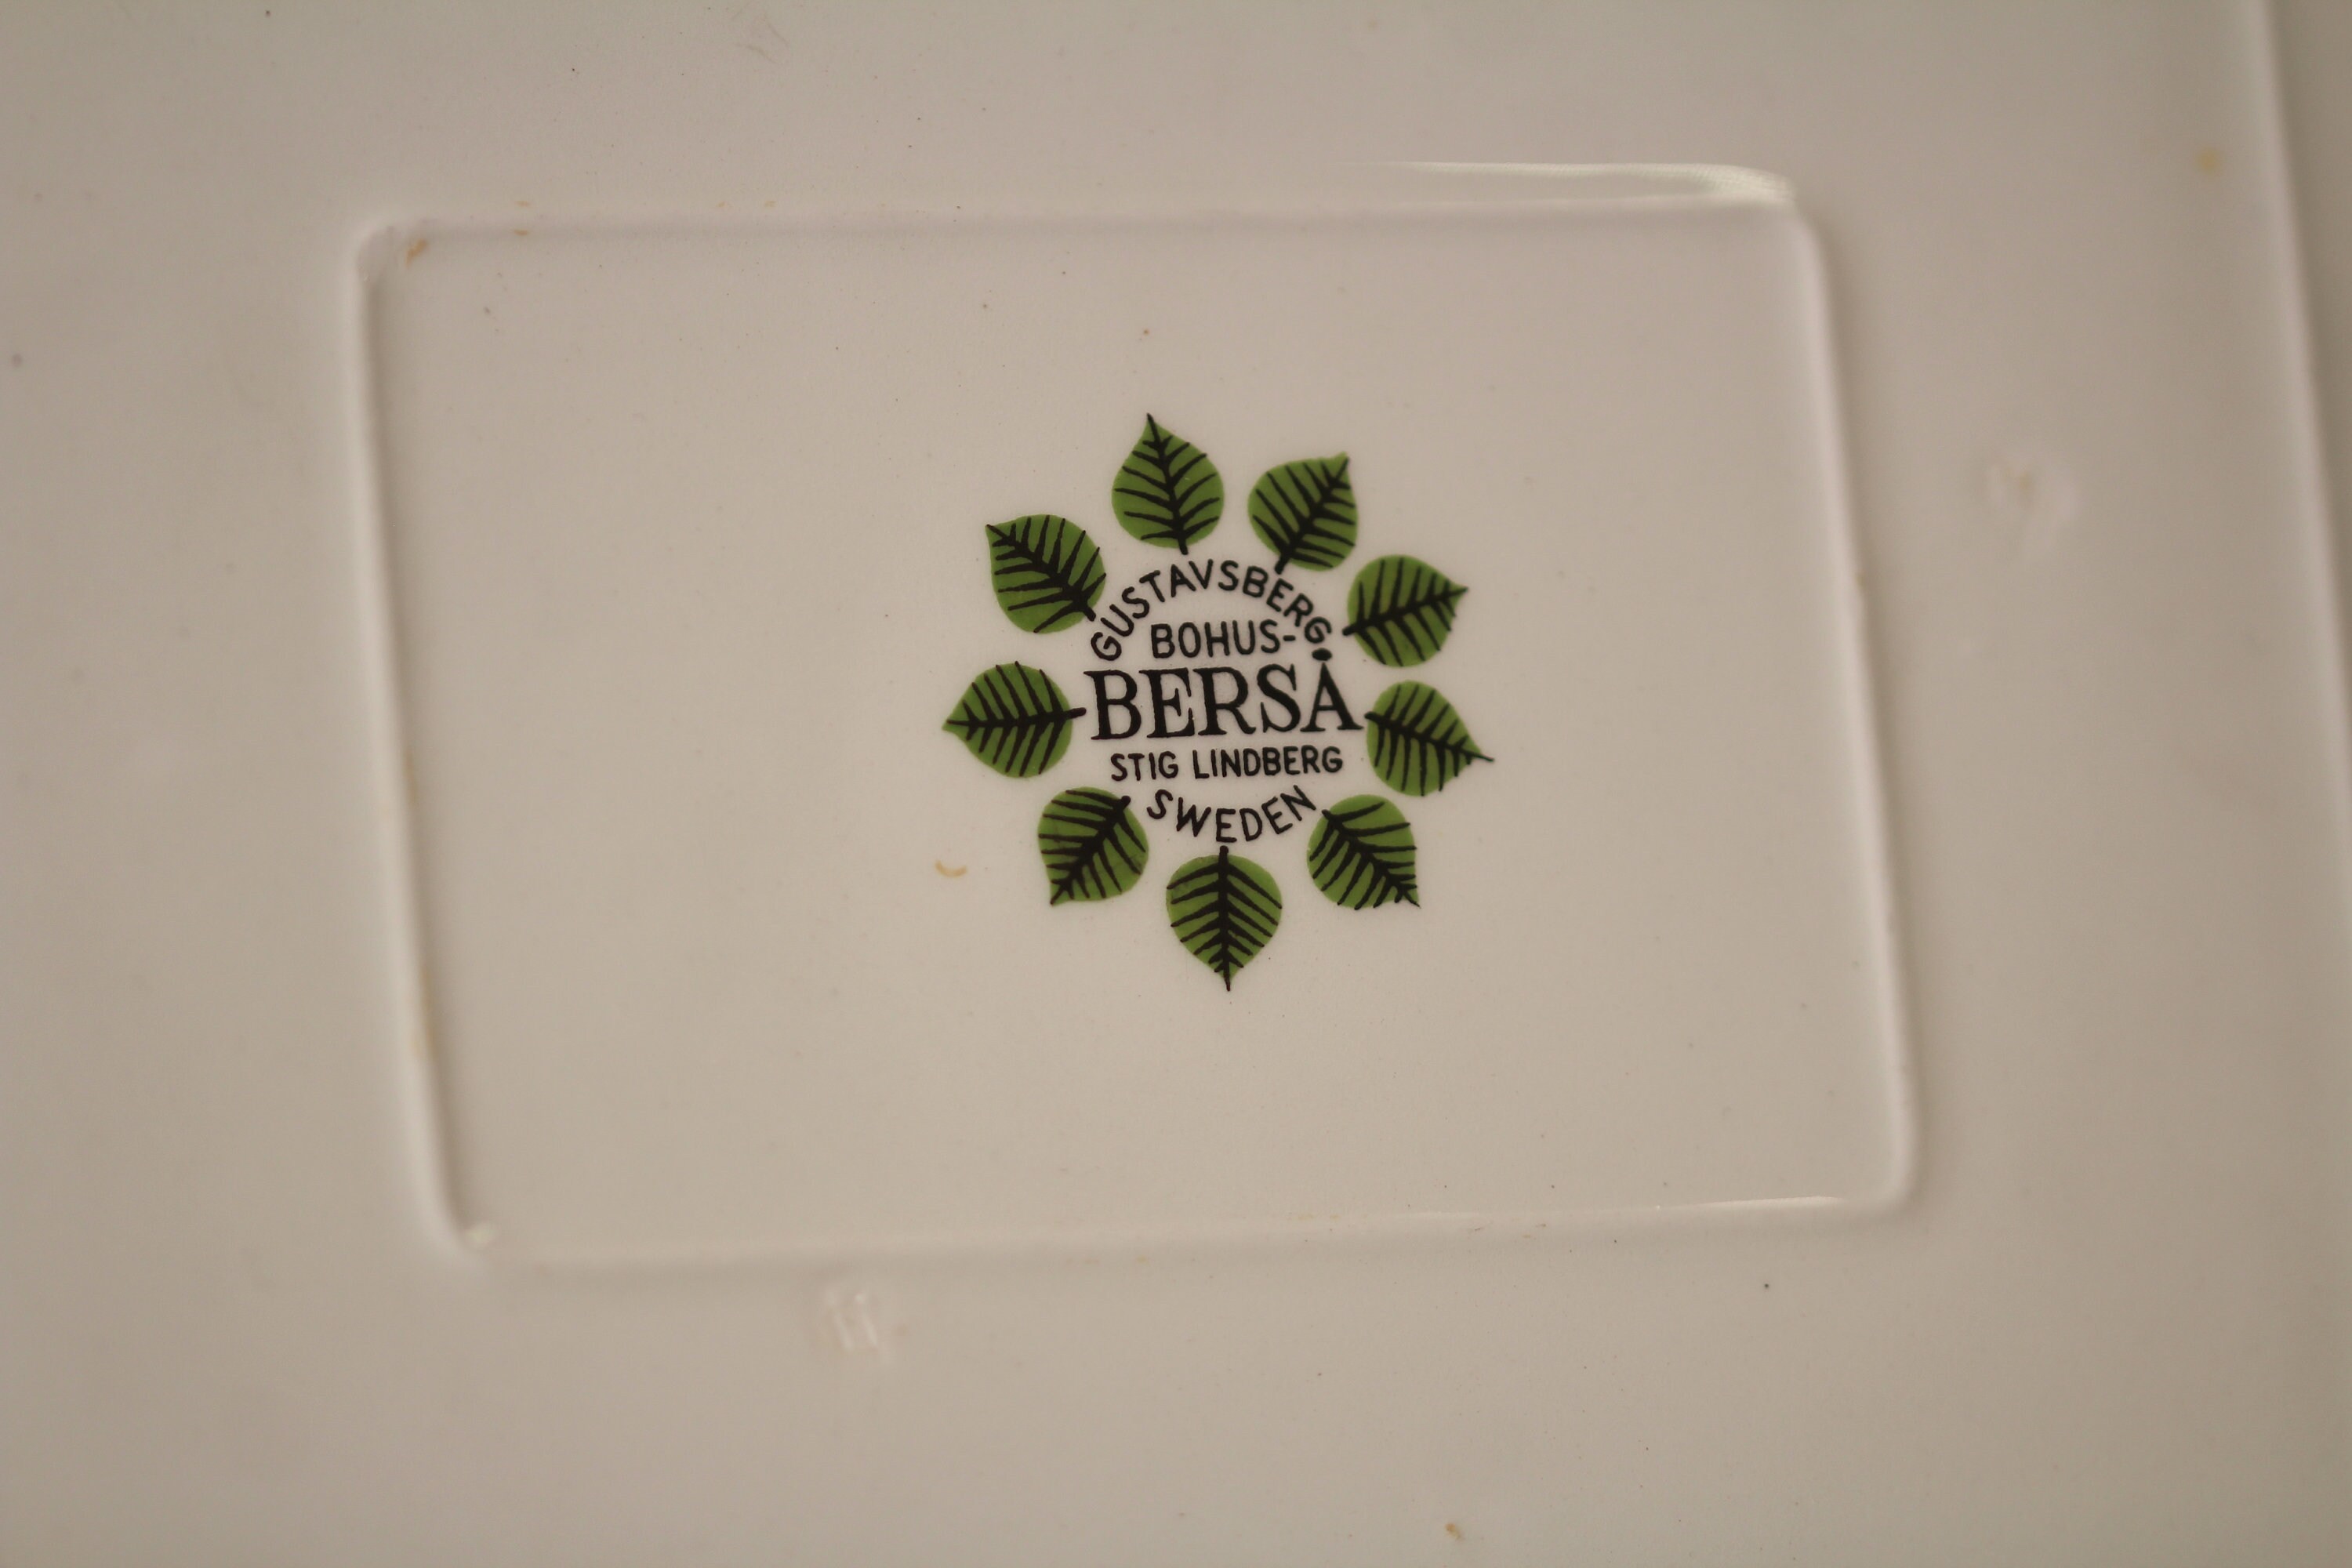 GUSTAVSBERG
BOHUS-
BERSÅ
STIG LINDBERG
SWEDEN